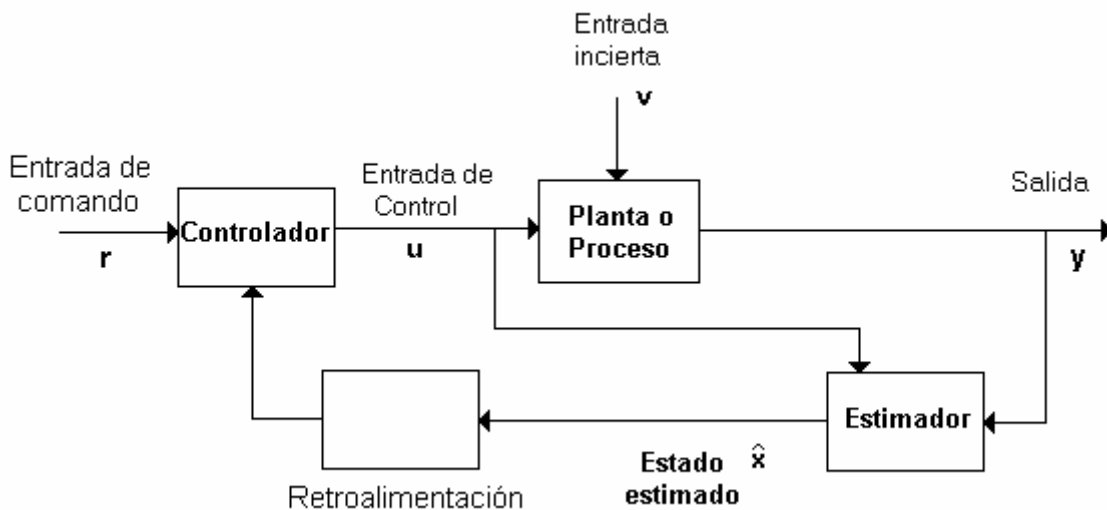 Entrada
incierta
v
Entrada de
comando
r
Controlador
Entrada de
Control
u
Planta o
Proceso
Salida
y
Estimador
Estado x̂
estimado
Retroalimentación